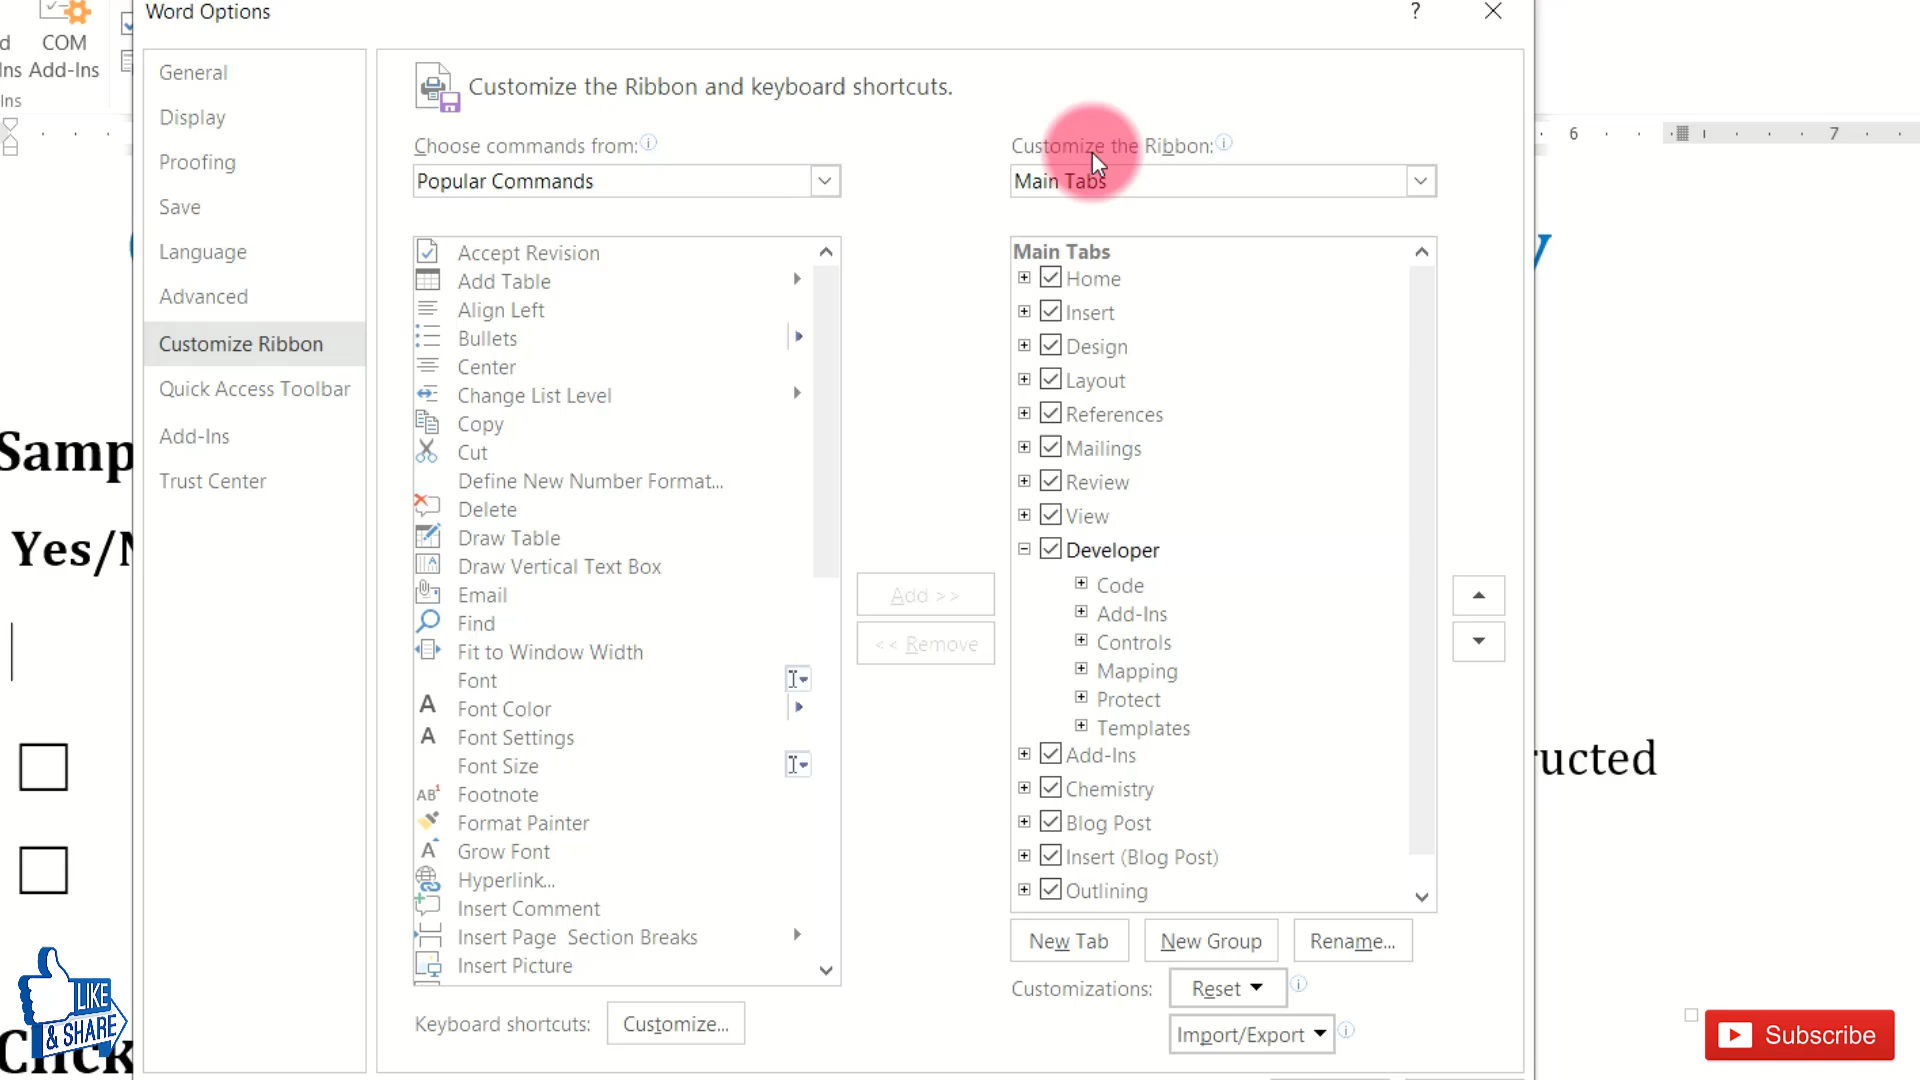 Word Options
?
COM
Add-Ins
d
Ins
Ins
General
Display
Proofing
Save
Language
Advanced
Customize Ribbon
Quick Access Toolbar
Add-Ins
Trust Center
Customize the Ribbon and keyboard shortcuts.
Choose commands from:
Popular Commands
Accept Revision
Add Table
Align Left
Bullets
Center
Change List Level
Copy
Cut
Define New Number Format...
Delete
Draw Table
Draw Vertical Text Box
Email
Find
Fit to Window Width
Font
Font Color
Font Settings
Font Size
Footnote
Format Painter
Grow Font
Hyperlink...
Insert Comment
Insert Page Section Breaks
Insert Picture
Keyboard shortcuts:
Customize...
Add >>
<< Remove
Customize the Ribbon:
Main Tabs
Main Tabs
Home
Insert
Design
Layout
References
Mailings
Review
View
Developer
Code
Add-Ins
Controls
Mapping
Protect
Templates
Add-Ins
Chemistry
Blog Post
Insert (Blog Post)
Outlining
New Tab
New Group
Rename...
Customizations:
Reset
Import/Export
6
7
y
Samp
Yes/N
ructed
Click
LIKE
& SHARE
Subscribe